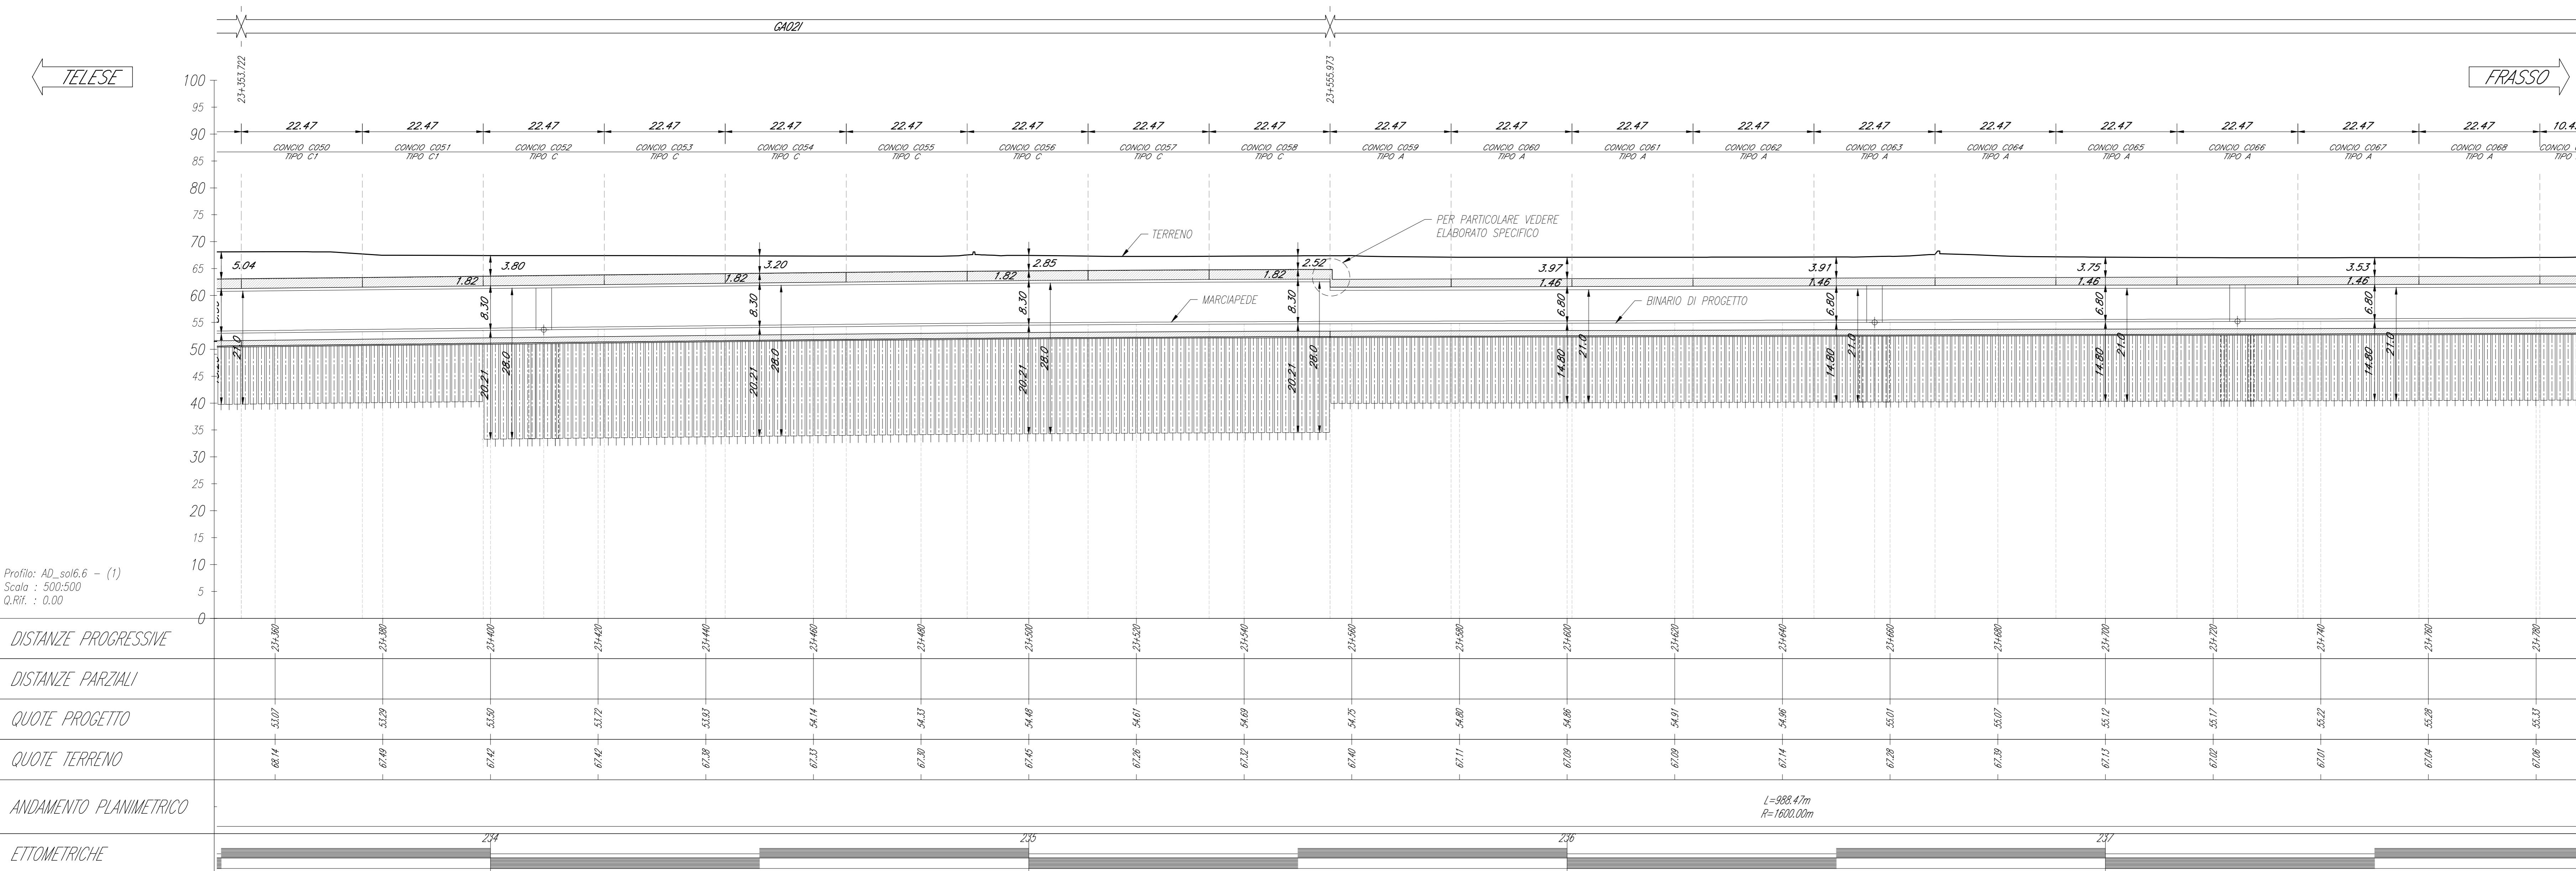 GA02I
TELESE
FRASSO
23+353.722
23+555.973
22.47 22.47 22.47 22.47 22.47 22.47 22.47 22.47 22.47 22.47 22.47 22.47 22.47 22.47 22.47 22.47 22.47 22.47 22.47
CONCIO C050 CONCIO C051 CONCIO C052 CONCIO C053 CONCIO C054 CONCIO C055 CONCIO C056 CONCIO C057 CONCIO C058 CONCIO C059 CONCIO C060 CONCIO C061 CONCIO C062 CONCIO C063 CONCIO C064 CONCIO C065 CONCIO C066 CONCIO C067 CONCIO C068 CONCIO
TIPO C1 TIPO C1 TIPO C TIPO C TIPO C TIPO C TIPO C TIPO C TIPO C TIPO A TIPO A TIPO A TIPO A TIPO A TIPO A TIPO A TIPO A TIPO A TIPO A TIPO
100
95
90
85
80
75
70
65
60
55
50
45
40
35
30
25
20
15
10
5
0
PER PARTICOLARE VEDERE
ELABORATO SPECIFICO
TERRENO
5.04 3.80 3.20 2.85 2.52 3.97 3.91 3.75 3.53
1.82 1.82 1.82 1.82 1.46 1.46 1.46 1.46
MARCIAPEDE
BINARIO DI PROGETTO
8.30 8.30 8.30 8.30 6.80 6.80 6.80 6.80
21.0 28.0 28.0 28.0 28.0 21.0 21.0 21.0 21.0
20.21 20.21 20.21 20.21 14.80 14.80 14.80 14.80
Profilo: AD_sol6.6 - (1)
Scala : 500:500
Q.Rif. : 0.00
DISTANZE PROGRESSIVE
23+360 23+380 23+400 23+420 23+440 23+460 23+480 23+500 23+520 23+540 23+560 23+580 23+600 23+620 23+640 23+660 23+680 23+700 23+720 23+740 23+760 23+780
DISTANZE PARZIALI
QUOTE PROGETTO
53.07 53.29 53.50 53.72 53.93 54.14 54.33 54.48 54.61 54.69 54.75 54.80 54.86 54.91 54.96 55.01 55.07 55.12 55.17 55.22 55.28 55.33
QUOTE TERRENO
68.14 67.49 67.42 67.42 67.38 67.33 67.30 67.45 67.26 67.32 67.40 67.11 67.09 67.09 67.14 67.28 67.39 67.13 67.02 67.01 67.04 67.06
ANDAMENTO PLANIMETRICO
L=988.47m
R=1600.00m
ETTOMETRICHE
234 235 236 237